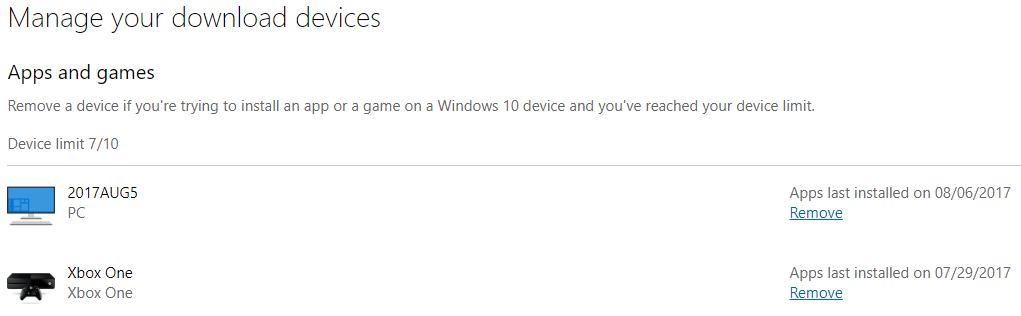 Manage your download devices
Apps and games
Remove a device if you're trying to install an app or a game on a Windows 10 device and you've reached your device limit.
Device limit 7/10
2017AUG5
PC
Apps last installed on 08/06/2017
Remove
Xbox One
Xbox One
Apps last installed on 07/29/2017
Remove